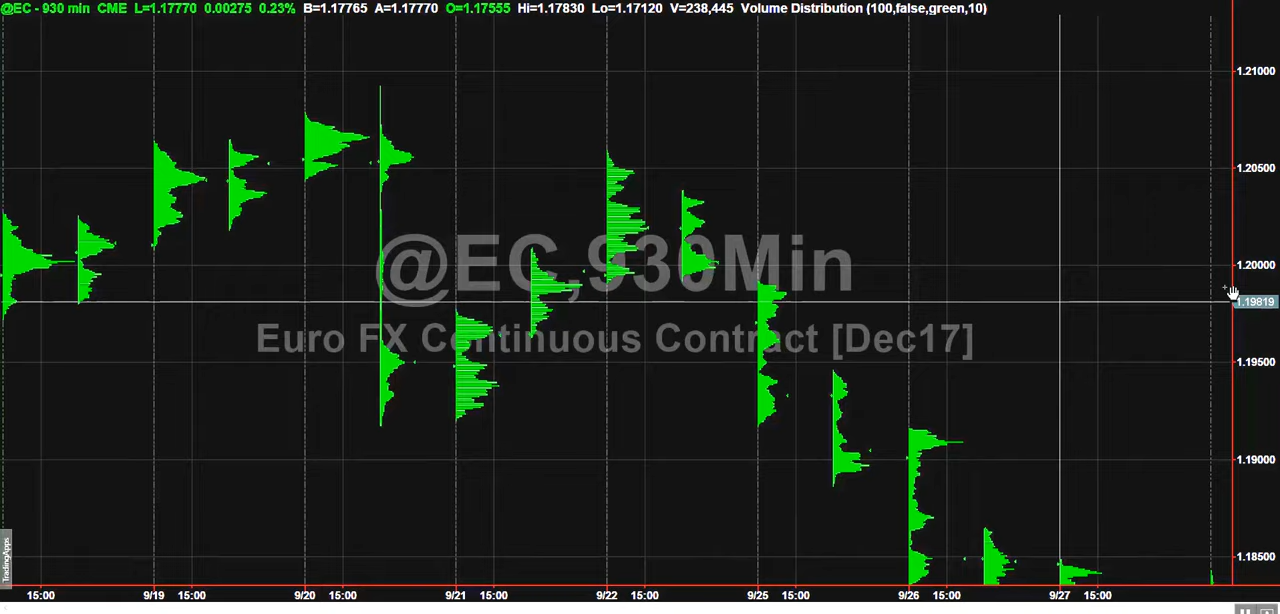 @EC - 930 min CME L=1.17770 0.00275 0.23% B=1.17765 A=1.17770 O=1.17555 Hi=1.17830 Lo=1.17120 V=238,445 Volume Distribution (100,false,green,10)
1.21000
1.20500
1.20000
@EC,930Min
1.19819
Euro FX Continuous Contract [Dec17]
1.19500
1.19000
1.18500
TradingApps
15:00 9/19 15:00 9/20 15:00 9/21 15:00 9/22 15:00 9/25 15:00 9/26 15:00 9/27 15:00